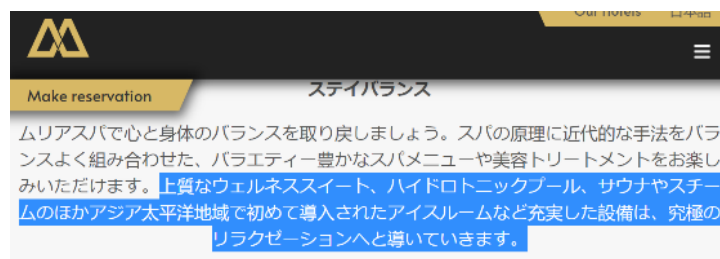 Our hotels 日本語
Make reservation
ステイバランス
ムリアスパで心と身体のバランスを取り戻しましょう。スパの原理に近代的な手法をバラ
ンスよく組み合わせた、バラエティー豊かなスパメニューや美容トリートメントをお楽し
みいただけます。上質なウェルネススイート、ハイドロトニックプール、サウナやスチー
ムのほかアジア太平洋地域で初めて導入されたアイスルームなど充実した設備は、究極の
リラクゼーションへと導いていきます。